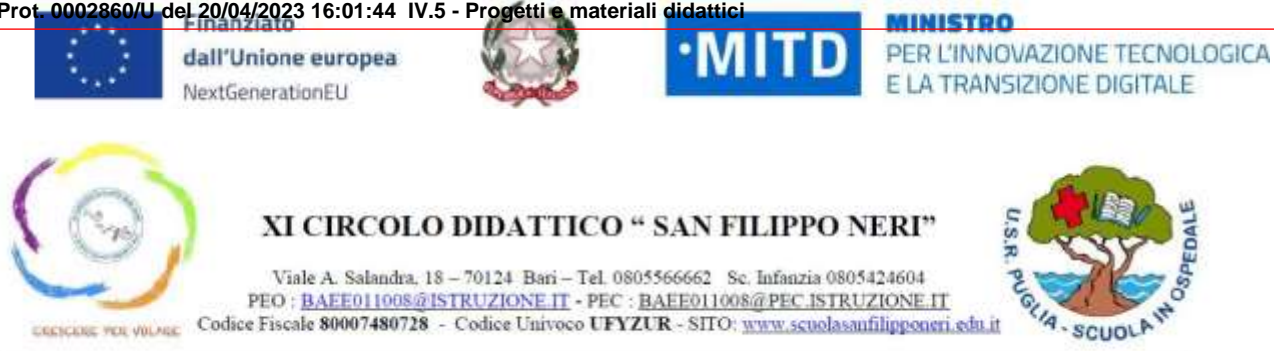 Prot. 0002860/U del 20/04/2023 16:01:44 IV.5 - Progetti e materiali didattici
Finanziato
dall'Unione europea
NextGenerationEU
REPUBBLICA ITALIANA
•MITD
MINISTRO
PER L'INNOVAZIONE TECNOLOGICA
E LA TRANSIZIONE DIGITALE
CRESCERE PER VOLARE
XI CIRCOLO DIDATTICO “ SAN FILIPPO NERI”
Viale A. Salandra, 18 – 70124 Bari – Tel. 0805566662 Sc. Infanzia 0805424604
PEO : BAEE011008@ISTRUZIONE.IT - PEC : BAEE011008@PEC.ISTRUZIONE.IT
Codice Fiscale 80007480728 - Codice Univoco UFYZUR - SITO: www.scuolasanfilipponeri.edu.it
U.S.R. PUGLIA - SCUOLA IN OSPEDALE